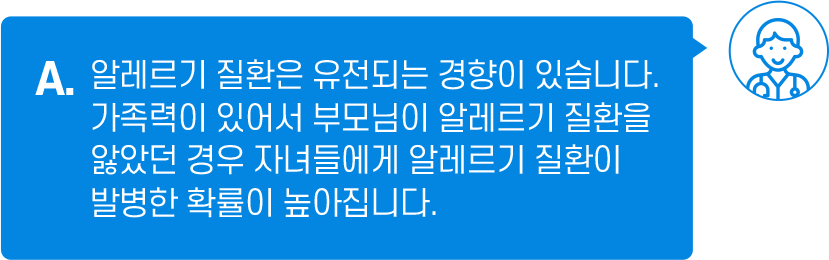 A. 알레르기 질환은 유전되는 경향이 있습니다.
가족력이 있어서 부모님이 알레르기 질환을
앓았던 경우 자녀들에게 알레르기 질환이
발병한 확률이 높아집니다.